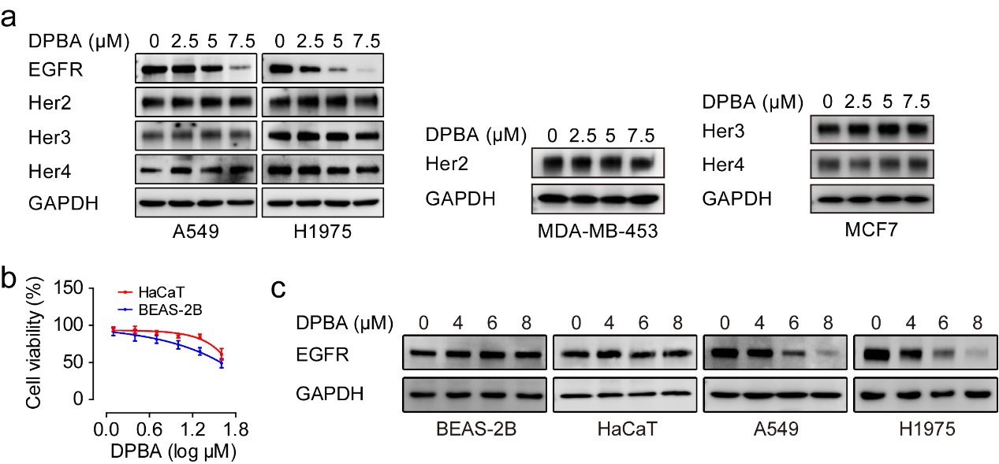 a
DPBA (µM) 0 2.5 5 7.5 0 2.5 5 7.5
EGFR
Her2
Her3
Her4
GAPDH
A549 H1975
DPBA (µM) 0 2.5 5 7.5
Her2
GAPDH
MDA-MB-453
DPBA (µM) 0 2.5 5 7.5
Her3
Her4
GAPDH
MCF7
b
Cell viability (%)
150
100
50
0
HaCaT
BEAS-2B
0.0 0.6 1.2 1.8
DPBA (log µM)
c
DPBA (µM) 0 4 6 8 0 4 6 8 0 4 6 8 0 4 6 8
EGFR
GAPDH
BEAS-2B HaCaT A549 H1975